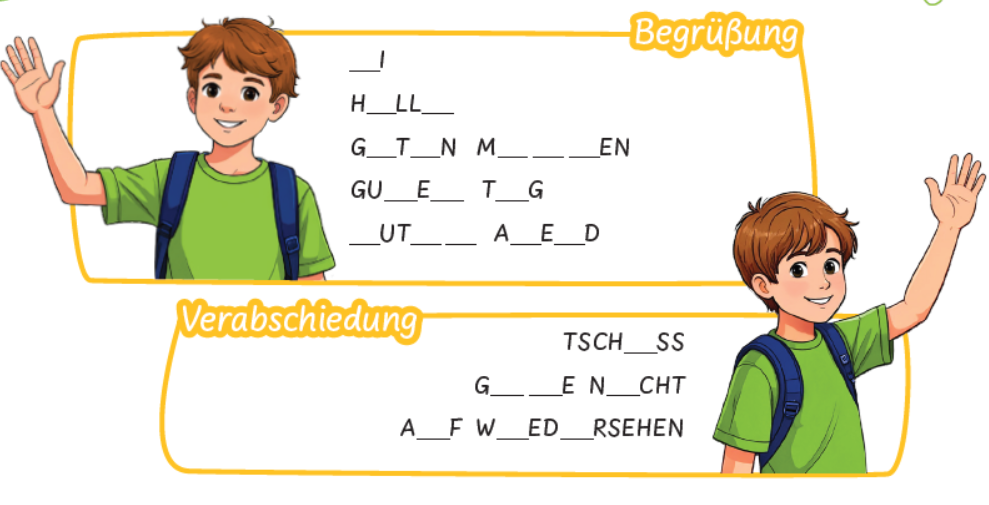 Begrüßung
__I
H__LL__
G__T__N M__ __ __EN
GU__E__ T__G
__UT__ __ A__E__D
Verabschiedung
TSCH__SS
G__ __E N__CHT
A__F W__ED__RSEHEN